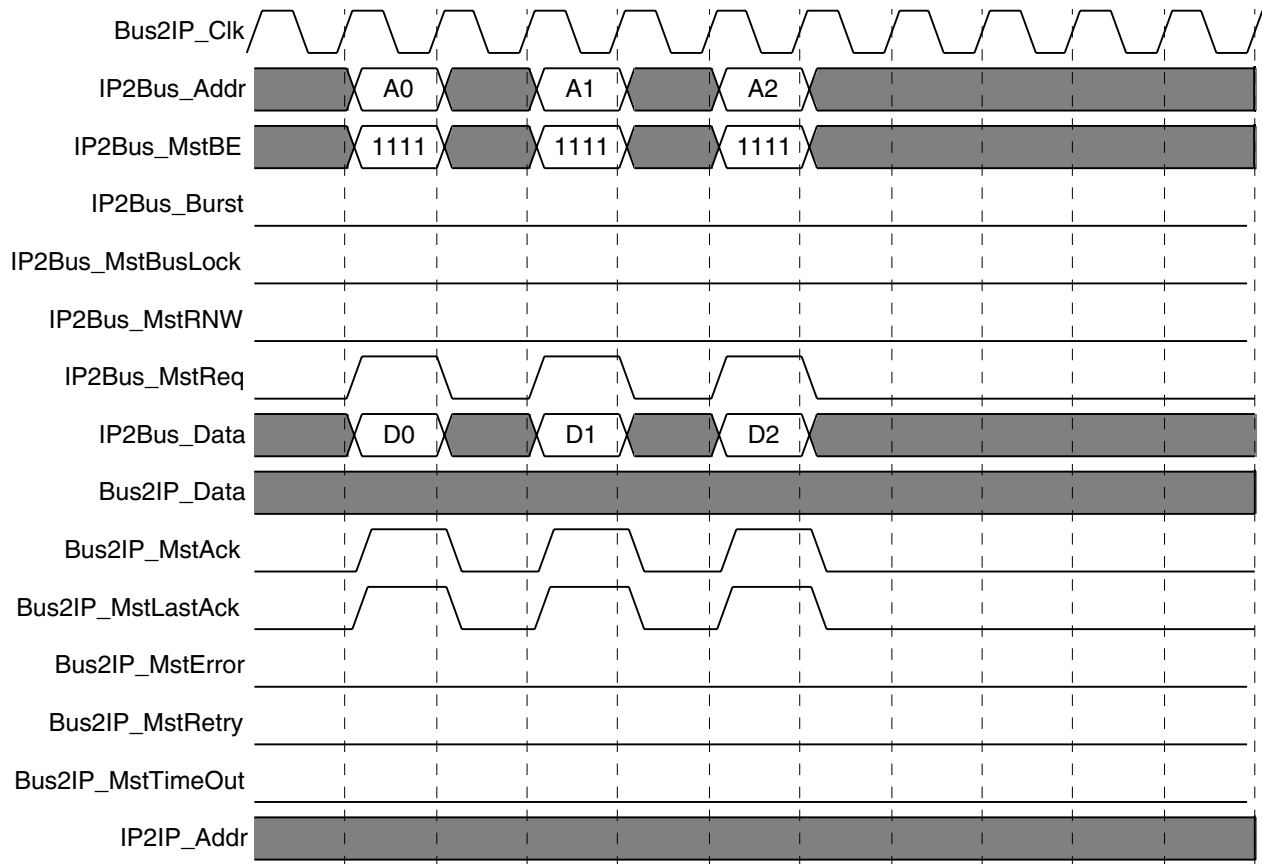 Bus2IP_Clk
IP2Bus_Addr A0 A1 A2
IP2Bus_MstBE 1111 1111 1111
IP2Bus_Burst
IP2Bus_MstBusLock
IP2Bus_MstRNW
IP2Bus_MstReq
IP2Bus_Data D0 D1 D2
Bus2IP_Data
Bus2IP_MstAck
Bus2IP_MstLastAck
Bus2IP_MstError
Bus2IP_MstRetry
Bus2IP_MstTimeOut
IP2IP_Addr